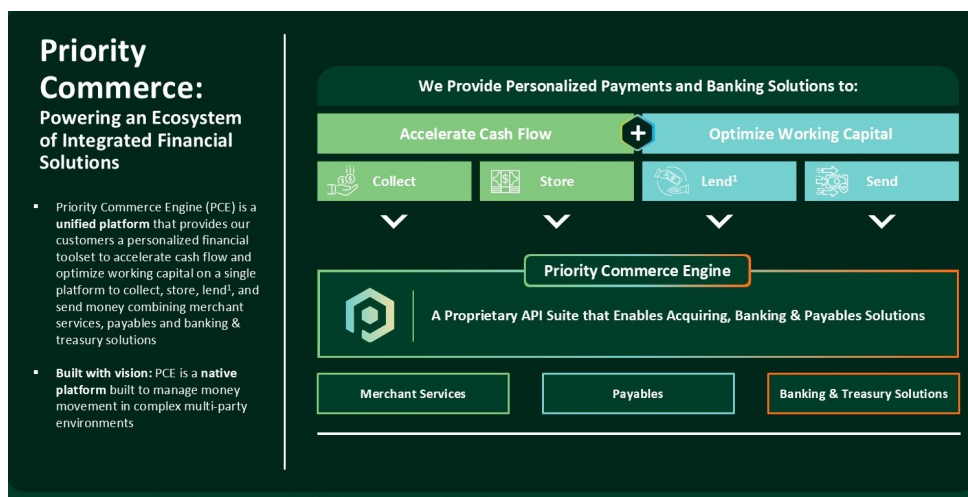 Priority
Commerce:
Powering an Ecosystem
of Integrated Financial
Solutions
▪ Priority Commerce Engine (PCE) is a
unified platform that provides our
customers a personalized financial
toolset to accelerate cash flow and
optimize working capital on a single
platform to collect, store, lend¹, and
send money combining merchant
services, payables and banking &
treasury solutions
▪ Built with vision: PCE is a native
platform built to manage money
movement in complex multi-party
environments
We Provide Personalized Payments and Banking Solutions to:
Accelerate Cash Flow + Optimize Working Capital
Collect Store Lend¹ Send
Priority Commerce Engine
A Proprietary API Suite that Enables Acquiring, Banking & Payables Solutions
Merchant Services Payables Banking & Treasury Solutions